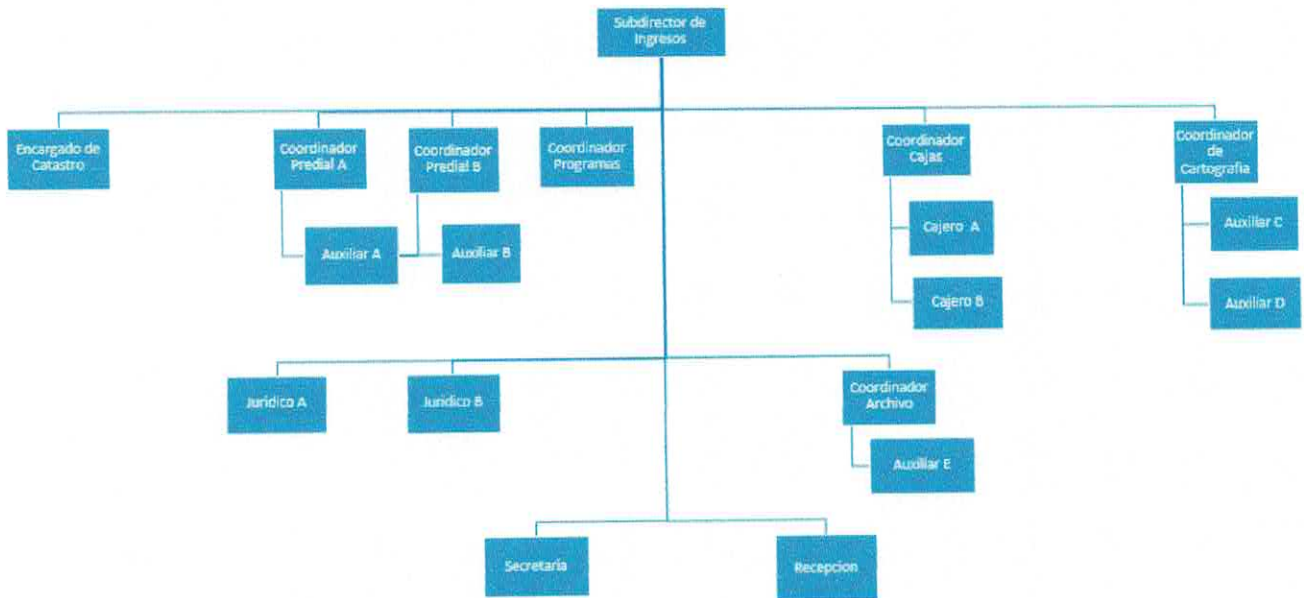 Subdirector de
Ingresos
Encargado de
Catastro
Coordinador
Predial A
Coordinador
Predial B
Coordinador
Programas
Coordinador
Cajas
Coordinador
de
Cartografia
Auxiliar A
Auxiliar B
Cajero A
Auxiliar C
Cajero B
Auxiliar D
Juridico A
Juridico B
Coordinador
Archivo
Auxiliar E
Secretaria
Recepcion